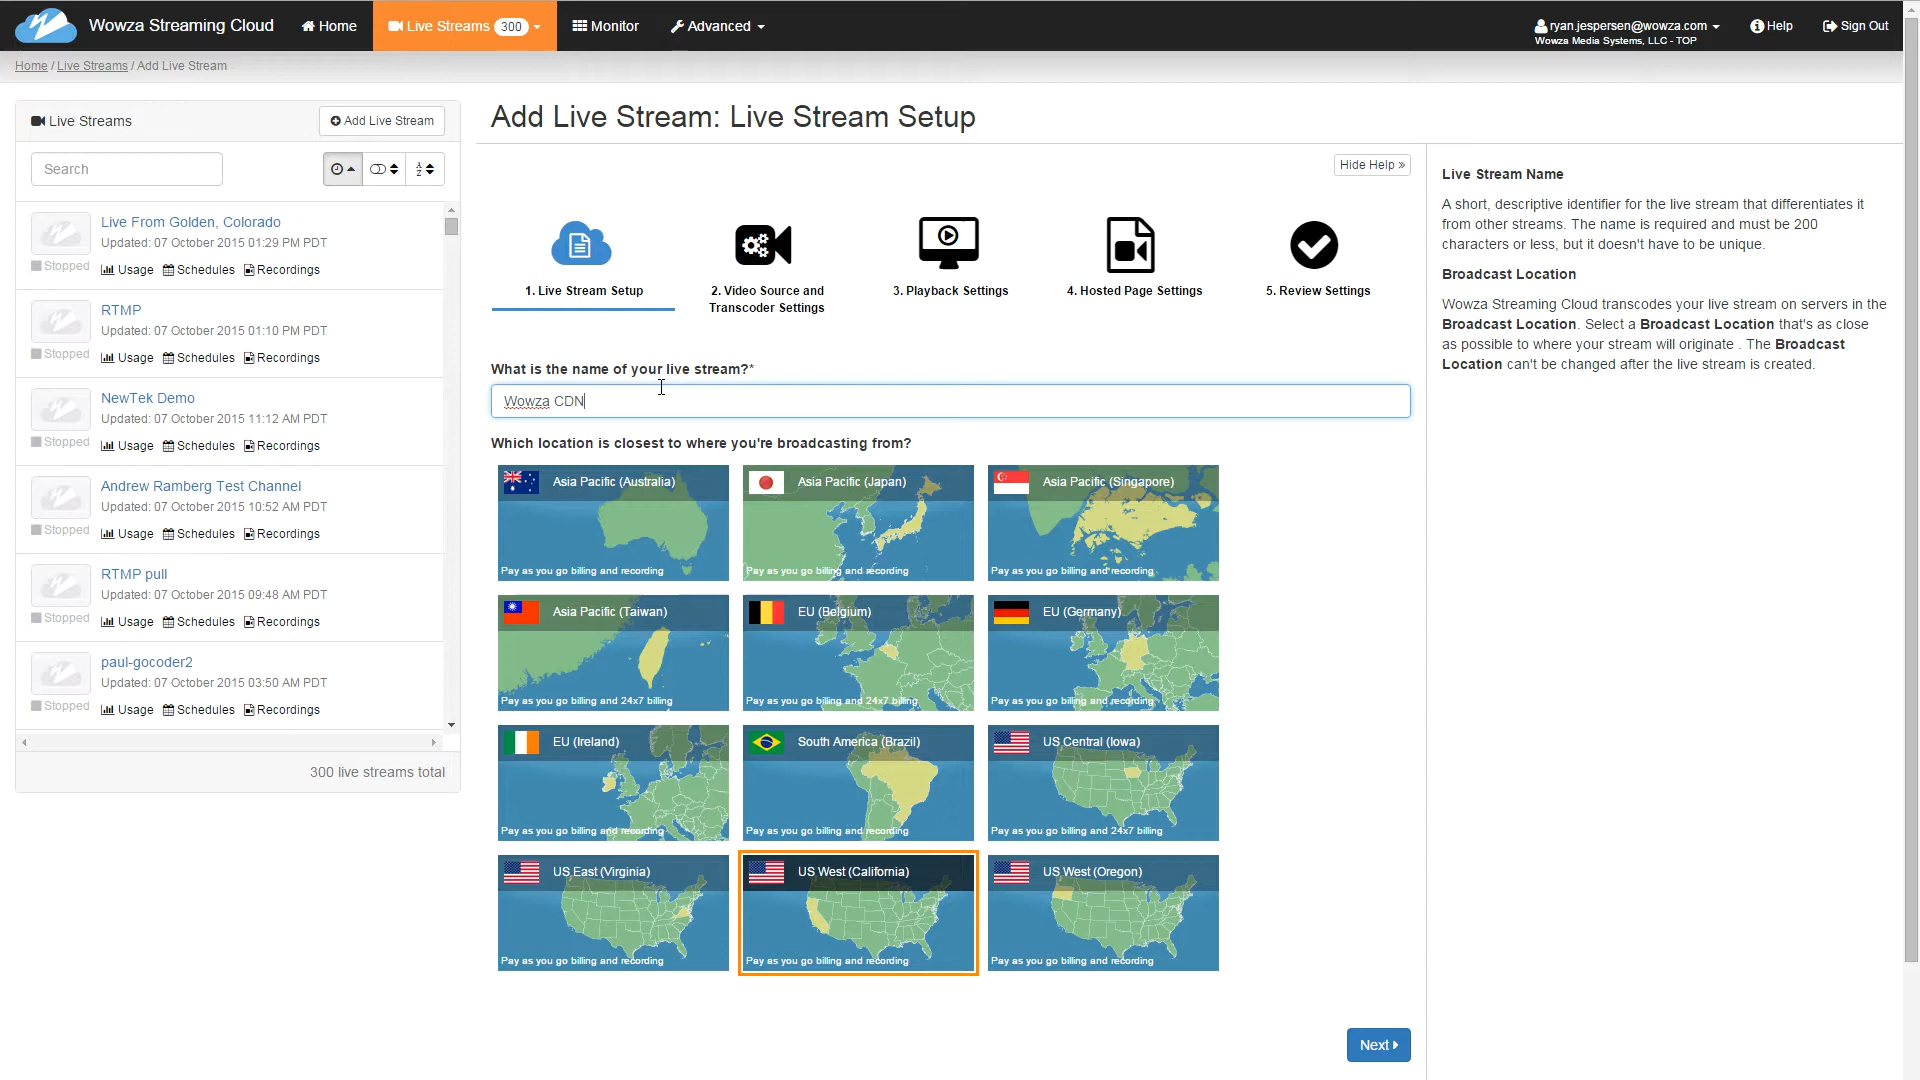 Wowza Streaming Cloud
Home
Live Streams 300
Monitor
Advanced
ryan.jespersen@wowza.com
Wowza Media Systems, LLC - TOP
Help
Sign Out
Home / Live Streams / Add Live Stream
Live Streams
Add Live Stream
Search
A
Z
Live From Golden, Colorado
Updated: 07 October 2015 01:29 PM PDT
Stopped
Usage Schedules Recordings
RTMP
Updated: 07 October 2015 01:10 PM PDT
Stopped
Usage Schedules Recordings
NewTek Demo
Updated: 07 October 2015 11:12 AM PDT
Stopped
Usage Schedules Recordings
Andrew Ramberg Test Channel
Updated: 07 October 2015 10:52 AM PDT
Stopped
Usage Schedules Recordings
RTMP pull
Updated: 07 October 2015 09:48 AM PDT
Stopped
Usage Schedules Recordings
paul-gocoder2
Updated: 07 October 2015 03:50 AM PDT
Stopped
Usage Schedules Recordings
300 live streams total
Add Live Stream: Live Stream Setup
Hide Help »
1. Live Stream Setup
2. Video Source and
Transcoder Settings
3. Playback Settings
4. Hosted Page Settings
5. Review Settings
What is the name of your live stream?*
Wowza CDN
Which location is closest to where you're broadcasting from?
Asia Pacific (Australia)
Pay as you go billing and recording
Asia Pacific (Japan)
Pay as you go billing and recording
Asia Pacific (Singapore)
Pay as you go billing and recording
Asia Pacific (Taiwan)
Pay as you go billing and 24x7 billing
EU (Belgium)
Pay as you go billing and 24x7 billing
EU (Germany)
Pay as you go billing and recording
EU (Ireland)
Pay as you go billing and recording
South America (Brazil)
Pay as you go billing and recording
US Central (Iowa)
Pay as you go billing and 24x7 billing
US East (Virginia)
Pay as you go billing and recording
US West (California)
Pay as you go billing and recording
US West (Oregon)
Pay as you go billing and recording
Next
Live Stream Name
A short, descriptive identifier for the live stream that differentiates it
from other streams. The name is required and must be 200
characters or less, but it doesn't have to be unique.
Broadcast Location
Wowza Streaming Cloud transcodes your live stream on servers in the
Broadcast Location. Select a Broadcast Location that's as close
as possible to where your stream will originate . The Broadcast
Location can't be changed after the live stream is created.